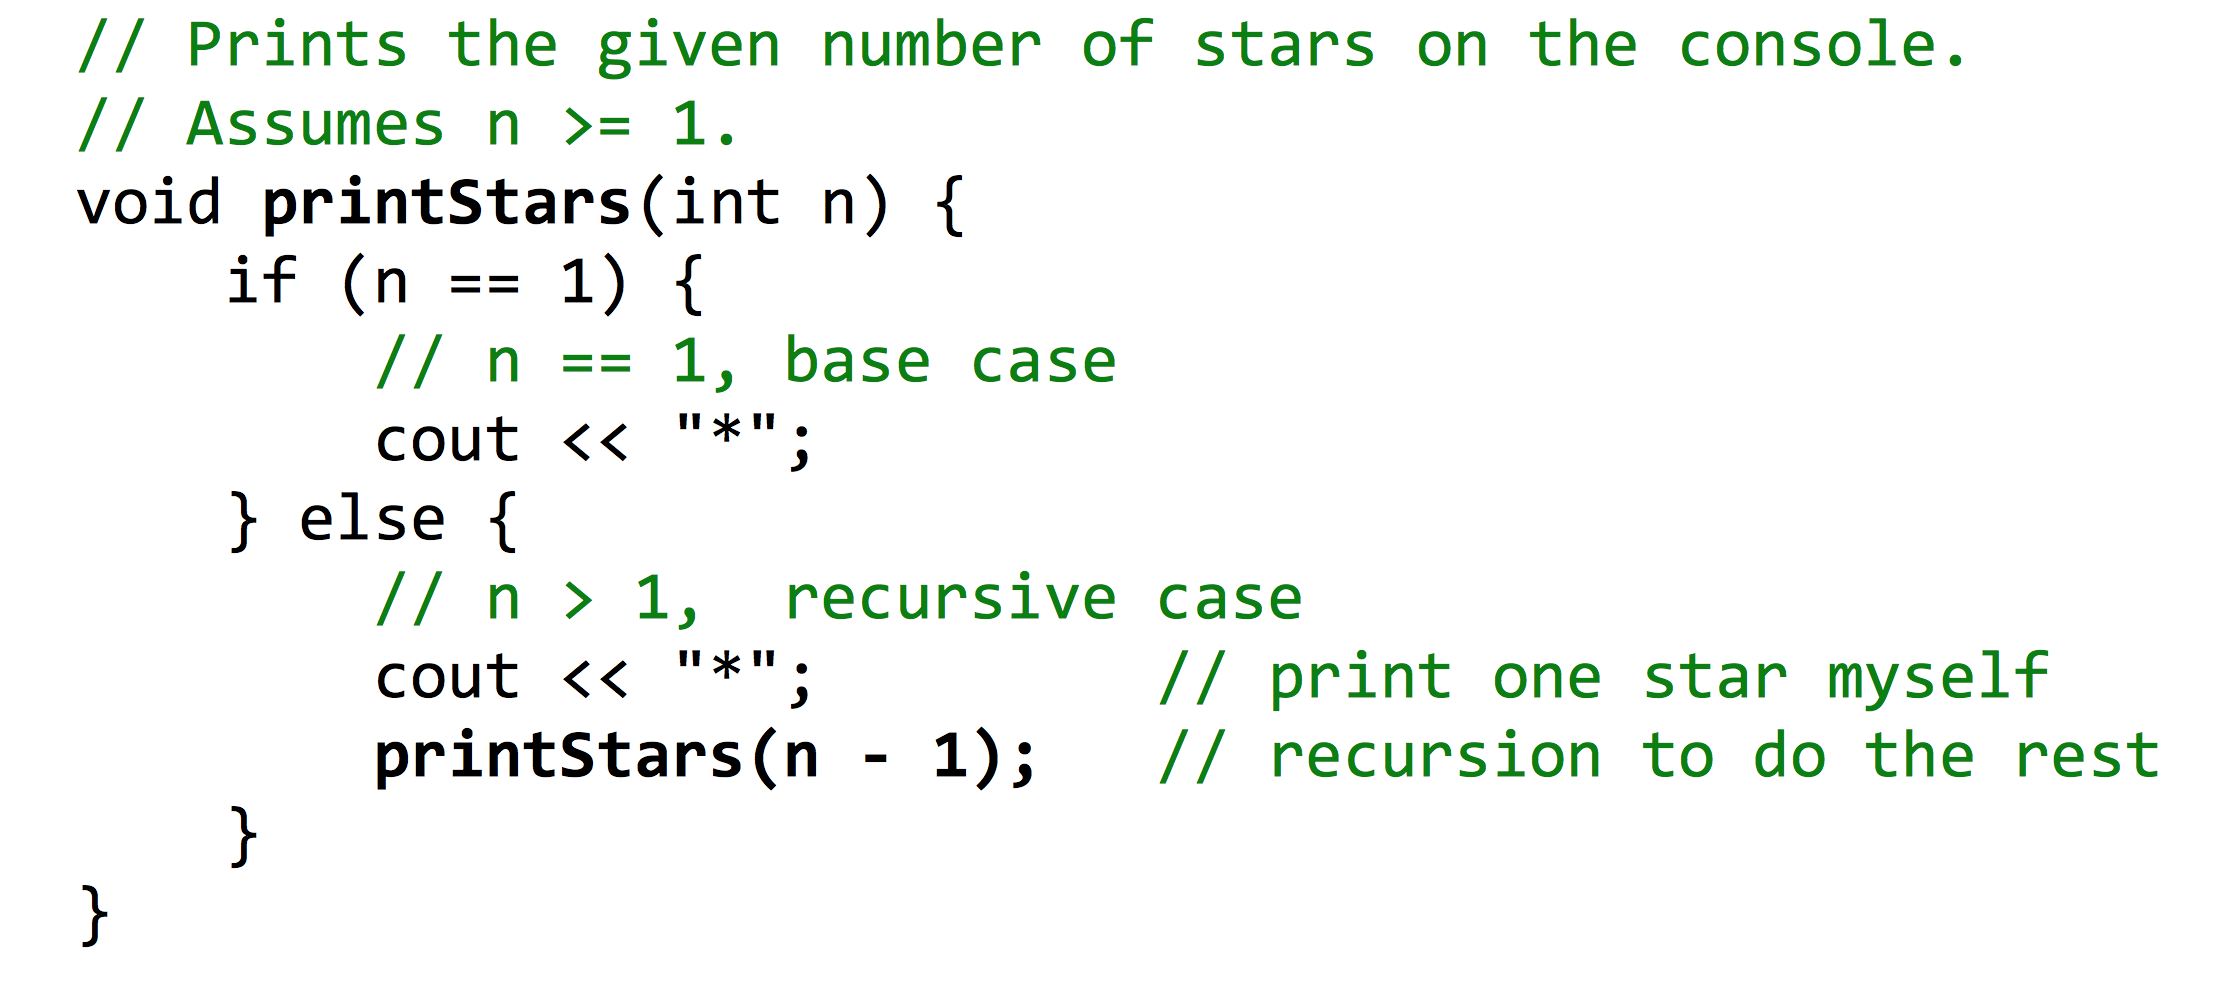 // Prints the given number of stars on the console.
// Assumes n >= 1.
void printStars(int n) {
    if (n == 1) {
        // n == 1, base case
        cout << "*";
    } else {
        // n > 1,  recursive case
        cout << "*";         // print one star myself
        printStars(n - 1);   // recursion to do the rest
    }
}